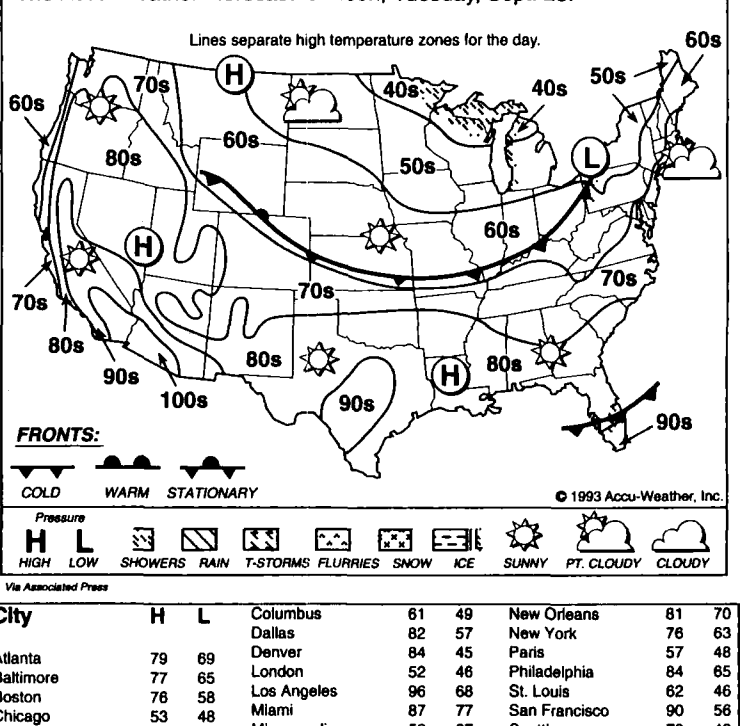 Lines separate high temperature zones for the day.
60s
70s
H
40s
40s
50s
60s
60s
80s
60s
50s
L
H
60s
70s
70s
70s
80s
90s
100s
80s
90s
H
80s
90s
FRONTS:
COLD WARM STATIONARY
© 1993 Accu-Weather, Inc.
Pressure
H L
HIGH LOW SHOWERS RAIN T-STORMS FLURRIES SNOW ICE SUNNY PT. CLOUDY CLOUDY
Via Associated Press
City H L
Atlanta 79 69
Baltimore 77 65
Boston 76 58
Chicago 53 48
Columbus 61 49
Dallas 82 57
Denver 84 45
London 52 46
Los Angeles 96 68
Miami 87 77
New Orleans 81 70
New York 76 63
Paris 57 48
Philadelphia 84 65
St. Louis 62 46
San Francisco 90 56